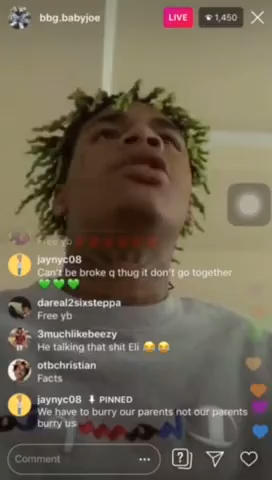 bbg.babyjoe
LIVE
1,450
Free yb
jaynyc08
Can't be broke q thug it don't go together
💚💚💚
dareal2sixsteppa
Free yb
3muchlikebeezy
He talking that shit Eli 😂😂
otbchristian
Facts
jaynyc08 PINNED
We have to burry our parents not our parents
burry us
Comment